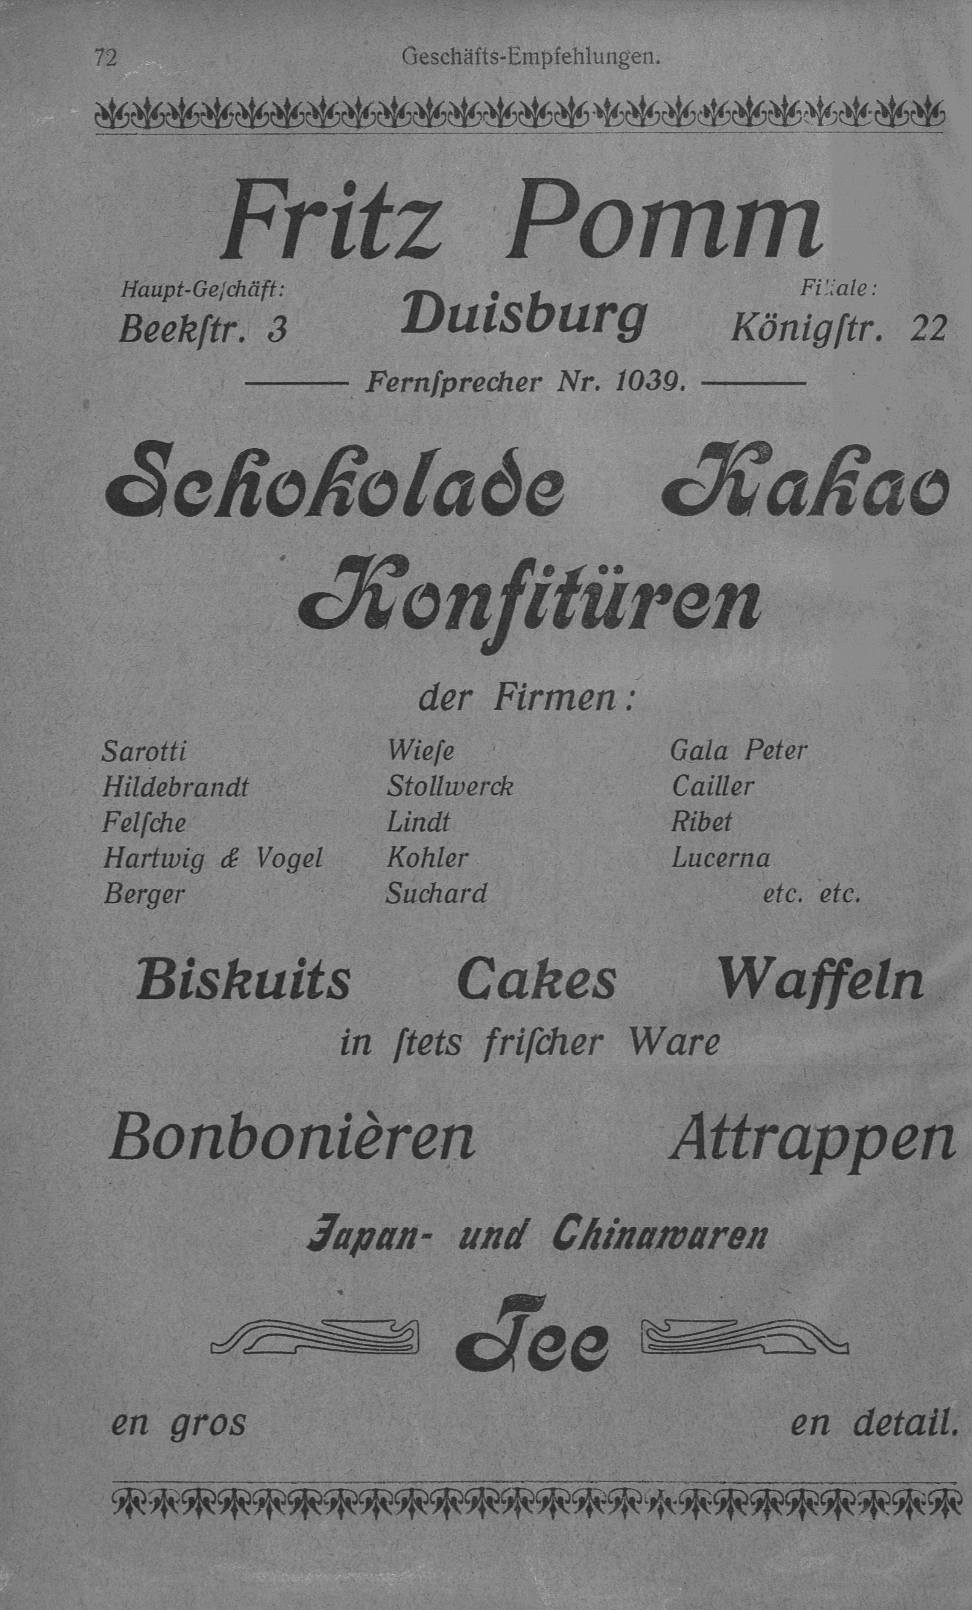 72
Geschäfts-Empfehlungen.
Fritz Pomm
Haupt-Geſchäft:
Beekſtr. 3
Duisburg
Filiale:
Königſtr. 22
Fernſprecher Nr. 1039.
Schokolade Kakao
Konfitüren
der Firmen:
Sarotti Wieſe Gala Peter
Hildebrandt Stollwerck Cailler
Felſche Lindt Ribet
Hartwig & Vogel Kohler Lucerna
Berger Suchard etc. etc.
Biskuits Cakes Waffeln
in ſtets friſcher Ware
Bonbonièren Attrappen
Japan- und Chinawaren
Tee
en gros en detail.